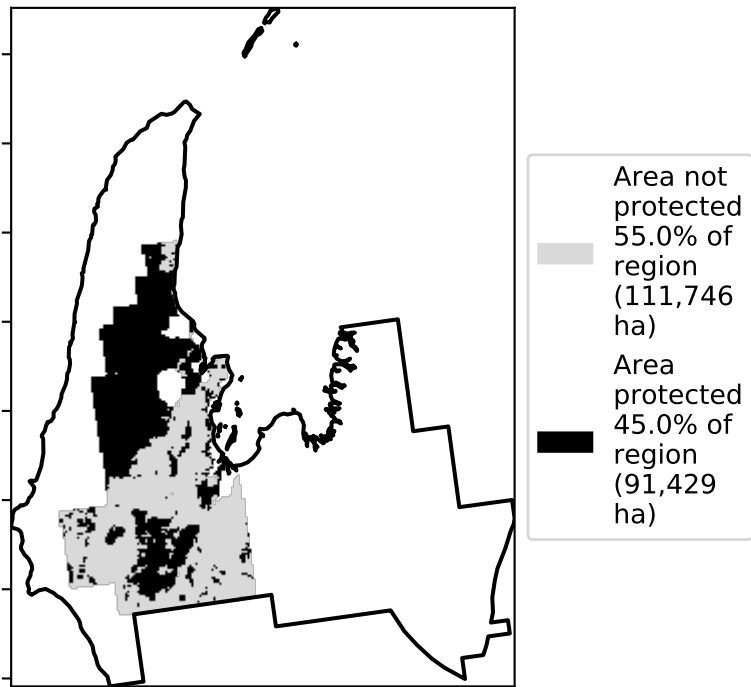 Area not
protected
55.0% of
region
(111,746
ha)
Area
protected
45.0% of
region
(91,429
ha)